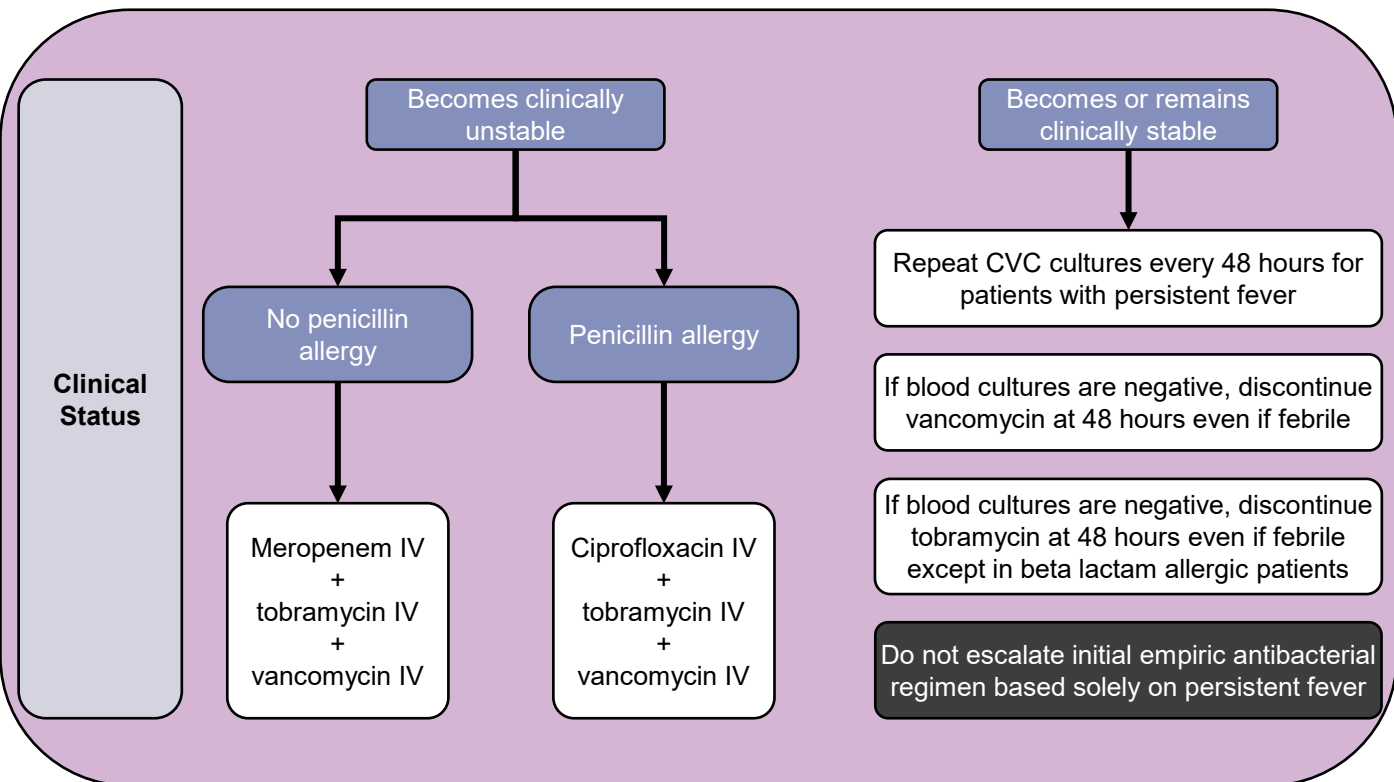 Clinical
Status
Becomes clinically
unstable
No penicillin
allergy
Penicillin allergy
Meropenem IV
+
tobramycin IV
+
vancomycin IV
Ciprofloxacin IV
+
tobramycin IV
+
vancomycin IV
Becomes or remains
clinically stable
Repeat CVC cultures every 48 hours for
patients with persistent fever
If blood cultures are negative, discontinue
vancomycin at 48 hours even if febrile
If blood cultures are negative, discontinue
tobramycin at 48 hours even if febrile
except in beta lactam allergic patients
Do not escalate initial empiric antibacterial
regimen based solely on persistent fever